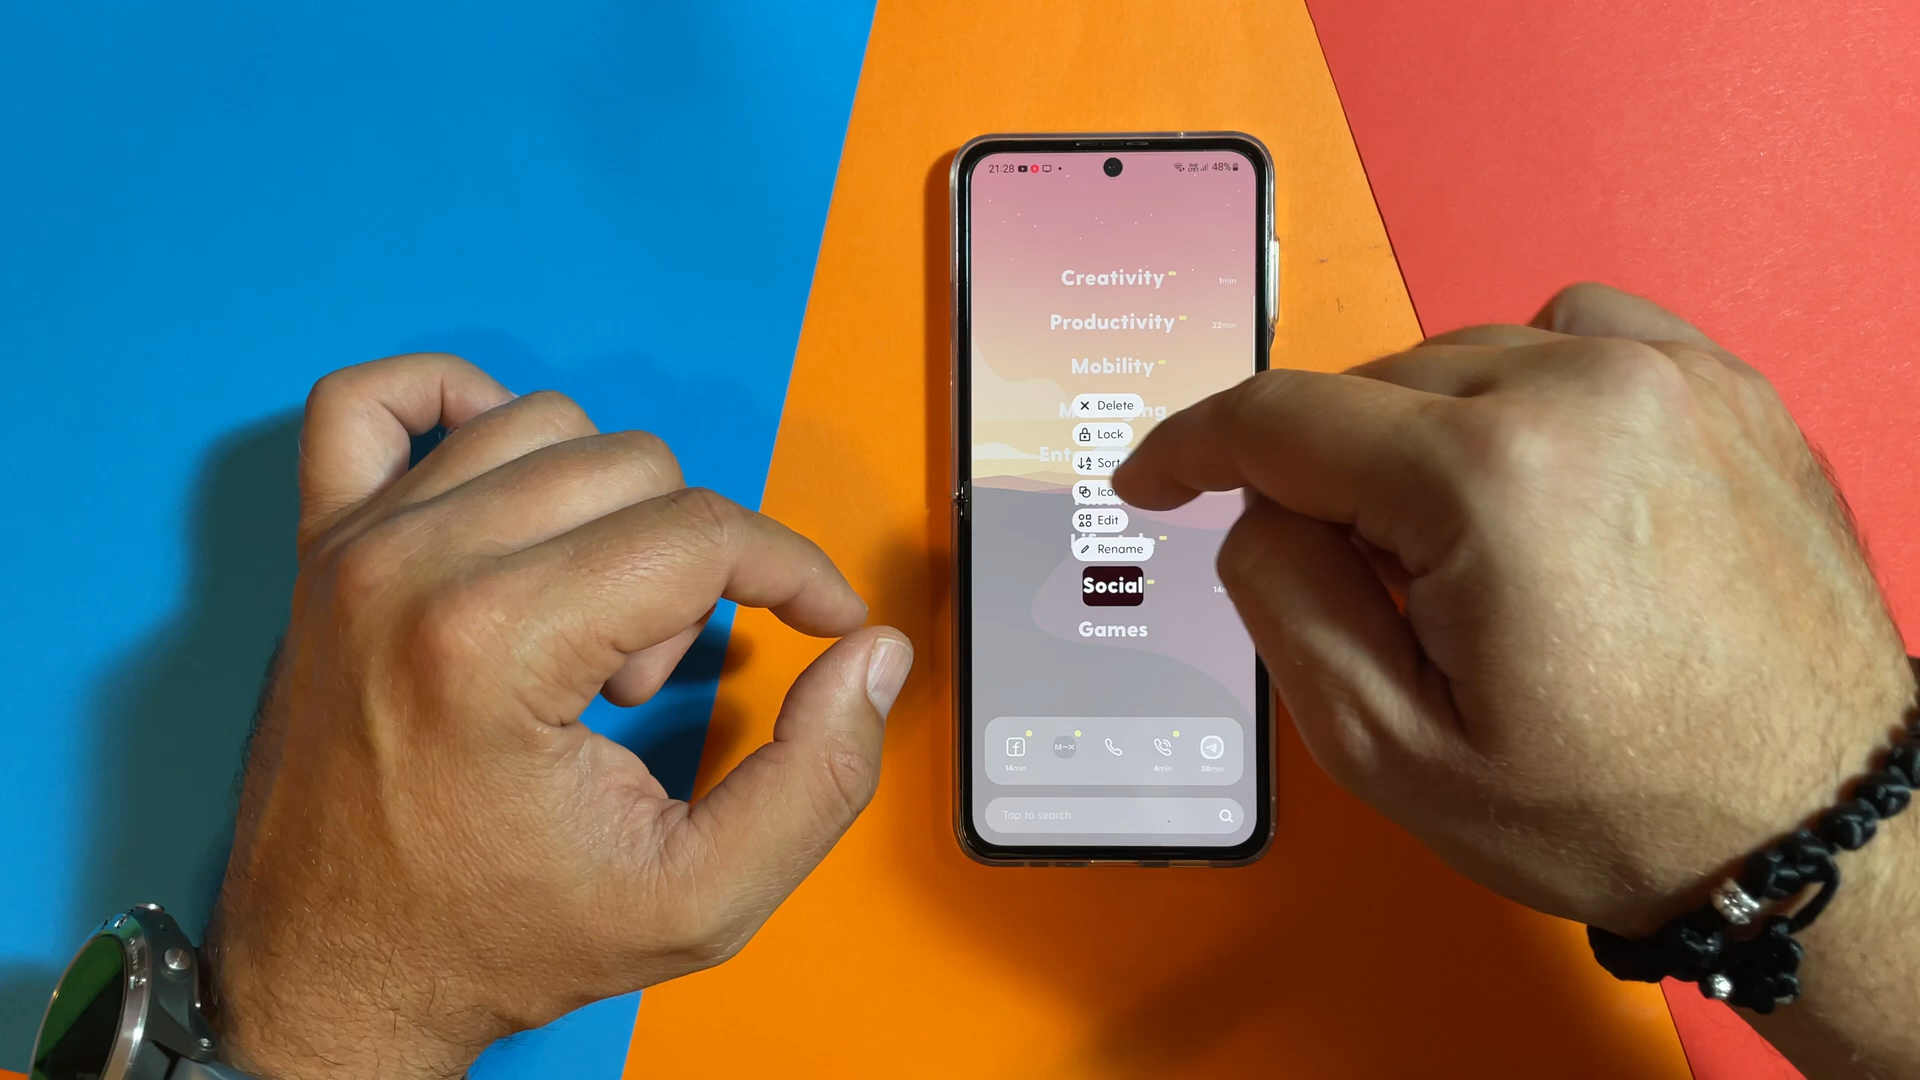 21:28
48%
Creativity
1min
Productivity
22min
Mobility
Delete
Lock
Sort
Edit
Rename
Social
Games
14min
M–X
4min
38min
Tap to search